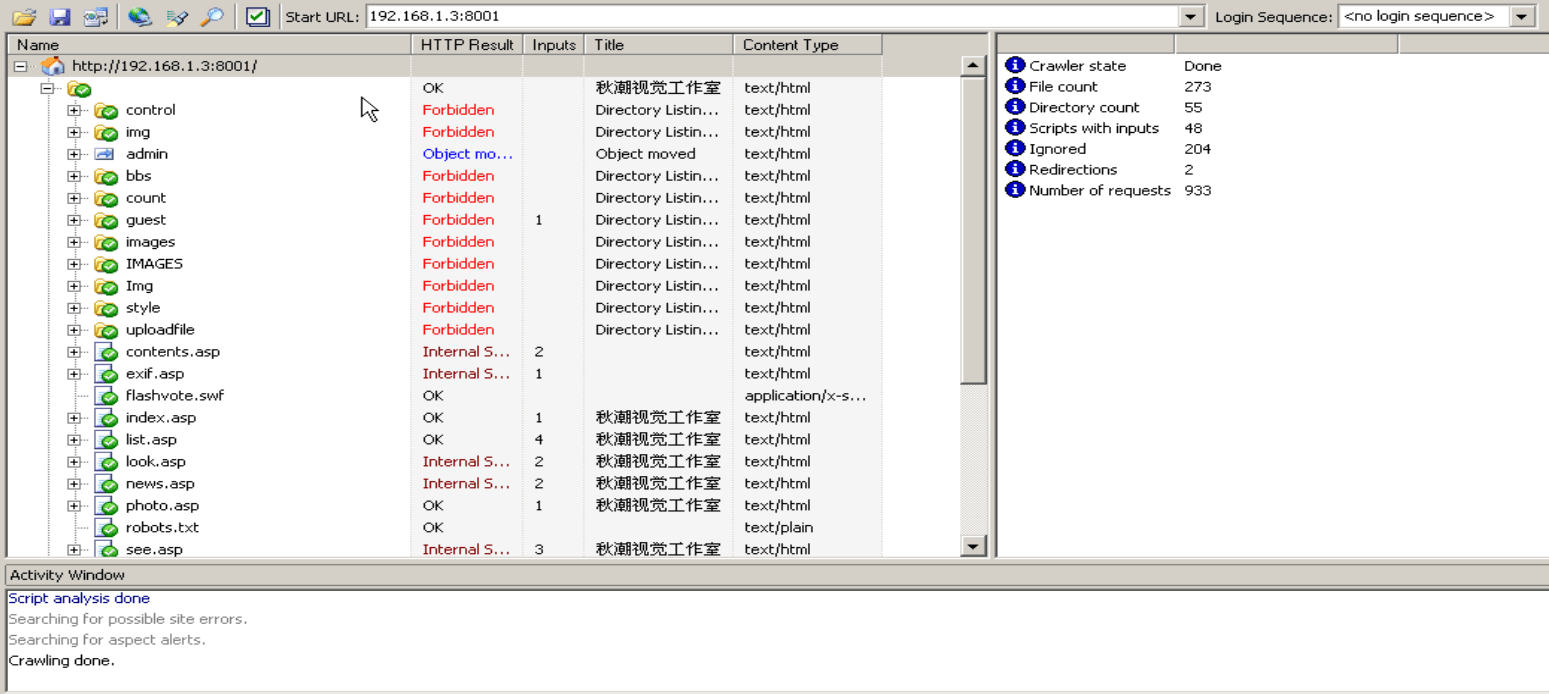 Start URL: 192.168.1.3:8001 Login Sequence: <no login sequence>
Name HTTP Result Inputs Title Content Type
http://192.168.1.3:8001/
OK 秋潮视觉工作室 text/html
control Forbidden Directory Listin... text/html
img Forbidden Directory Listin... text/html
admin Object mo... Object moved text/html
bbs Forbidden Directory Listin... text/html
count Forbidden Directory Listin... text/html
guest Forbidden 1 Directory Listin... text/html
images Forbidden Directory Listin... text/html
IMAGES Forbidden Directory Listin... text/html
Img Forbidden Directory Listin... text/html
style Forbidden Directory Listin... text/html
uploadfile Forbidden Directory Listin... text/html
contents.asp Internal S... 2 text/html
exif.asp Internal S... 1 text/html
flashvote.swf OK application/x-s...
index.asp OK 1 秋潮视觉工作室 text/html
list.asp OK 4 秋潮视觉工作室 text/html
look.asp Internal S... 2 秋潮视觉工作室 text/html
news.asp Internal S... 2 秋潮视觉工作室 text/html
photo.asp OK 1 秋潮视觉工作室 text/html
robots.txt OK text/plain
see.asp Internal S... 3 秋潮视觉工作室 text/html
Crawler state Done
File count 273
Directory count 55
Scripts with inputs 48
Ignored 204
Redirections 2
Number of requests 933
Activity Window
Script analysis done
Searching for possible site errors.
Searching for aspect alerts.
Crawling done.